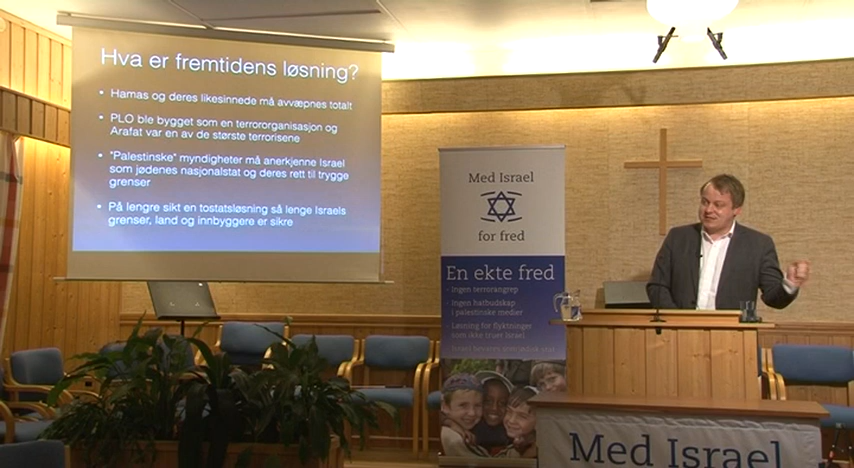 Hva er fremtidens løsning?
• Hamas og deres likesinnede må avvæpnes totalt
• PLO ble bygget som en terrororganisasjon og
Arafat var en av de største terrorisene
• "Palestinske" myndigheter må anerkjenne Israel
som jødenes nasjonalstat og deres rett til trygge
grenser
• På lengre sikt en tostatsløsning så lenge Israels
grenser, land og innbyggere er sikre
Med Israel
for fred
En ekte fred
- Ingen terrorangrep
- Ingen hatbudskap
i palestinske medier
- Løsning for flyktninger
som ikke truer Israel
Med Israel